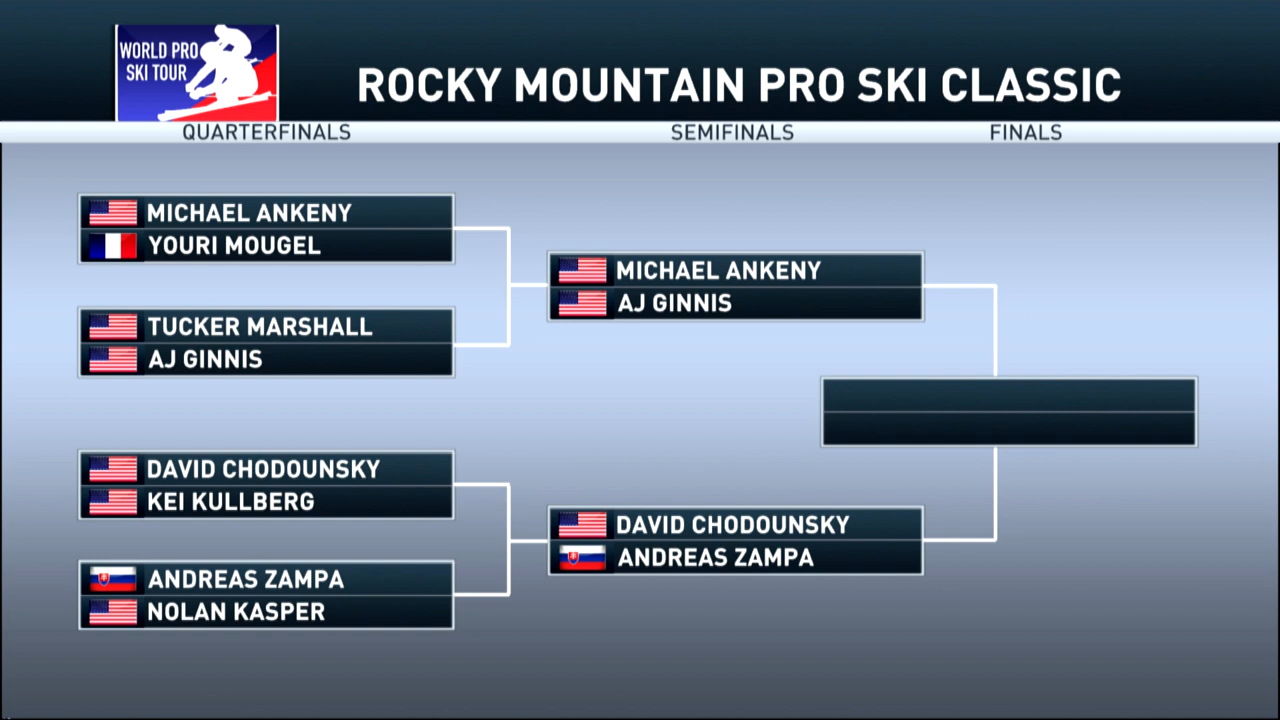 WORLD PRO
SKI TOUR
ROCKY MOUNTAIN PRO SKI CLASSIC
QUARTERFINALS
SEMIFINALS
FINALS
MICHAEL ANKENY
YOURI MOUGEL
TUCKER MARSHALL
AJ GINNIS
DAVID CHODOUNSKY
KEI KULLBERG
ANDREAS ZAMPA
NOLAN KASPER
MICHAEL ANKENY
AJ GINNIS
DAVID CHODOUNSKY
ANDREAS ZAMPA